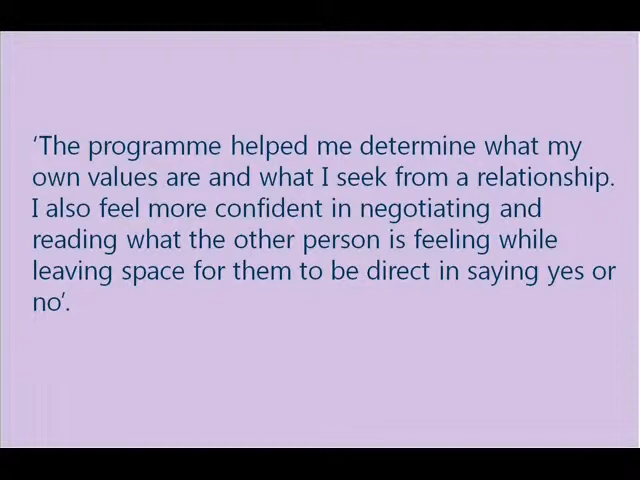 ‘The programme helped me determine what my
own values are and what I seek from a relationship.
I also feel more confident in negotiating and
reading what the other person is feeling while
leaving space for them to be direct in saying yes or
no’.